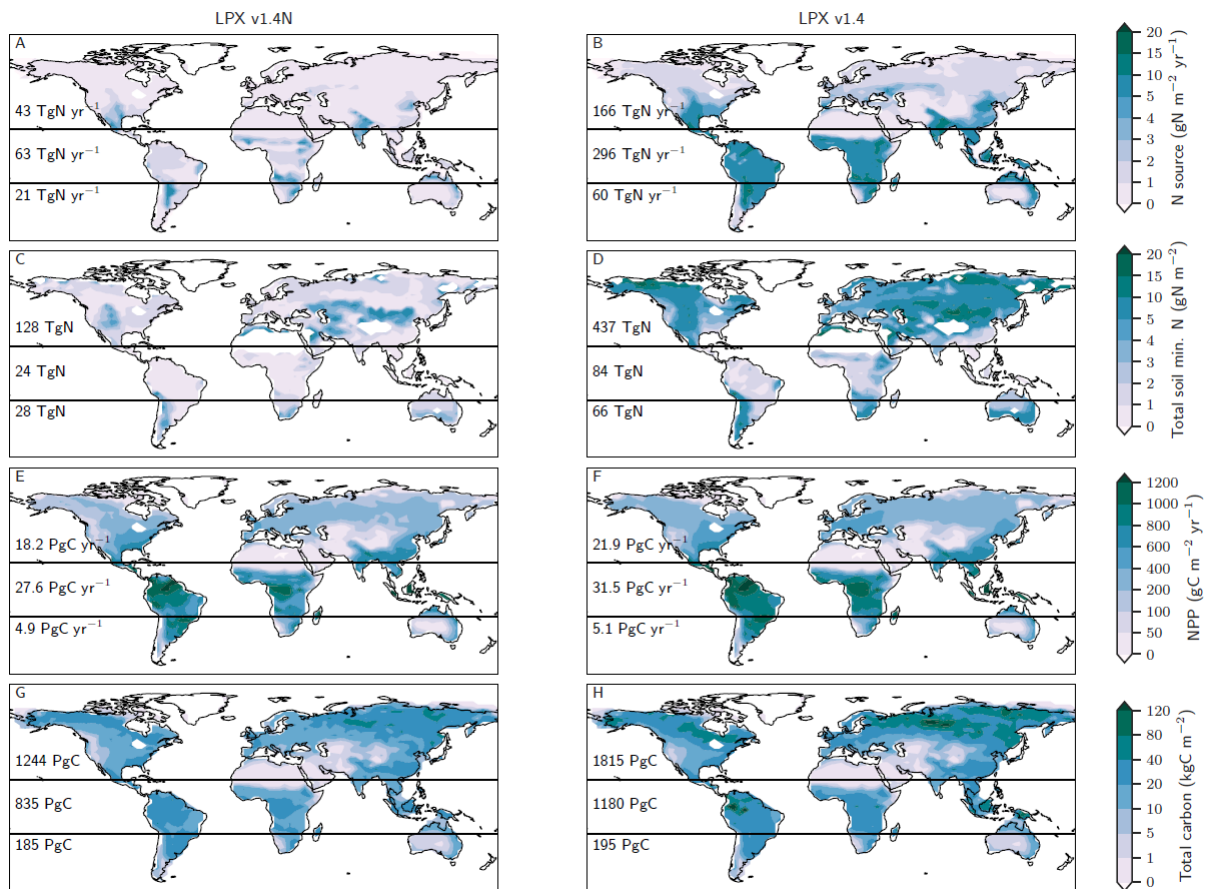 LPX v1.4N
LPX v1.4
A
43 TgN yr⁻¹
63 TgN yr⁻¹
21 TgN yr⁻¹
B
166 TgN yr⁻¹
296 TgN yr⁻¹
60 TgN yr⁻¹
20
15
10
5
4
3
2
1
0
N source (gN m⁻² yr⁻¹)
C
128 TgN
24 TgN
28 TgN
D
437 TgN
84 TgN
66 TgN
20
15
10
5
4
3
2
1
0
Total soil min. N (gN m⁻²)
E
18.2 PgC yr⁻¹
27.6 PgC yr⁻¹
4.9 PgC yr⁻¹
F
21.9 PgC yr⁻¹
31.5 PgC yr⁻¹
5.1 PgC yr⁻¹
1200
1000
800
600
400
200
100
50
0
NPP (gC m⁻² yr⁻¹)
G
1244 PgC
835 PgC
185 PgC
H
1815 PgC
1180 PgC
195 PgC
120
80
40
20
10
5
1
0
Total carbon (kgC m⁻²)